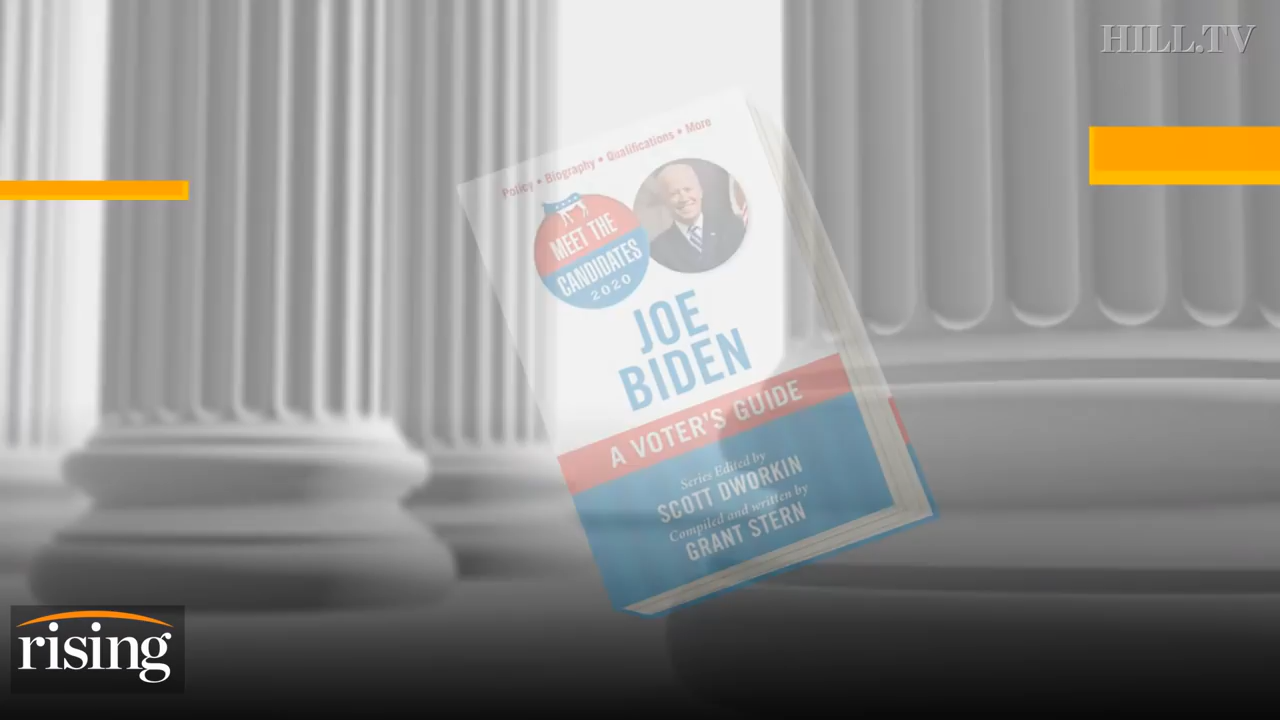 HILL.TV
Policy • Biography • Qualifications • More
MEET THE
CANDIDATES
2020
JOE
BIDEN
A VOTER'S GUIDE
Series Edited by
SCOTT DWORKIN
Compiled and written by
GRANT STERN
rising